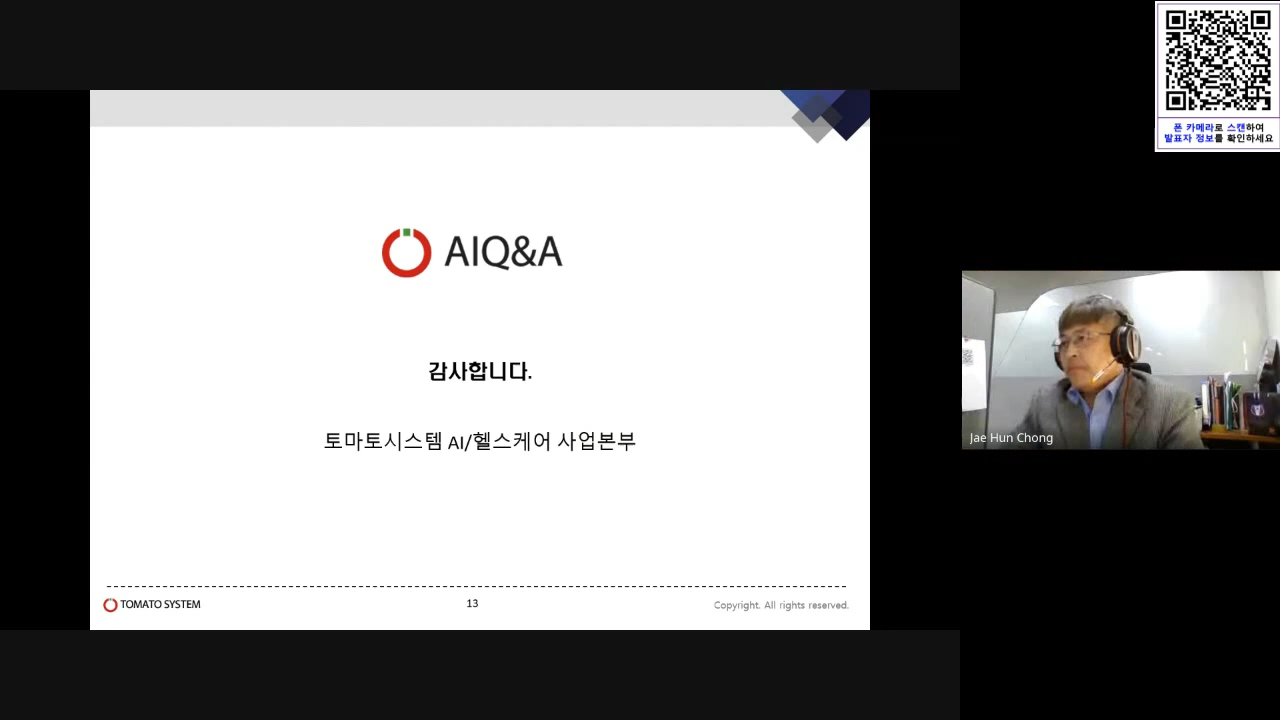 폰 카메라로 스캔하여
발표자 정보를 확인하세요
AIQ&A
감사합니다.
토마토시스템 AI/헬스케어 사업본부
Jae Hun Chong
TOMATO SYSTEM
13
Copyright. All rights reserved.